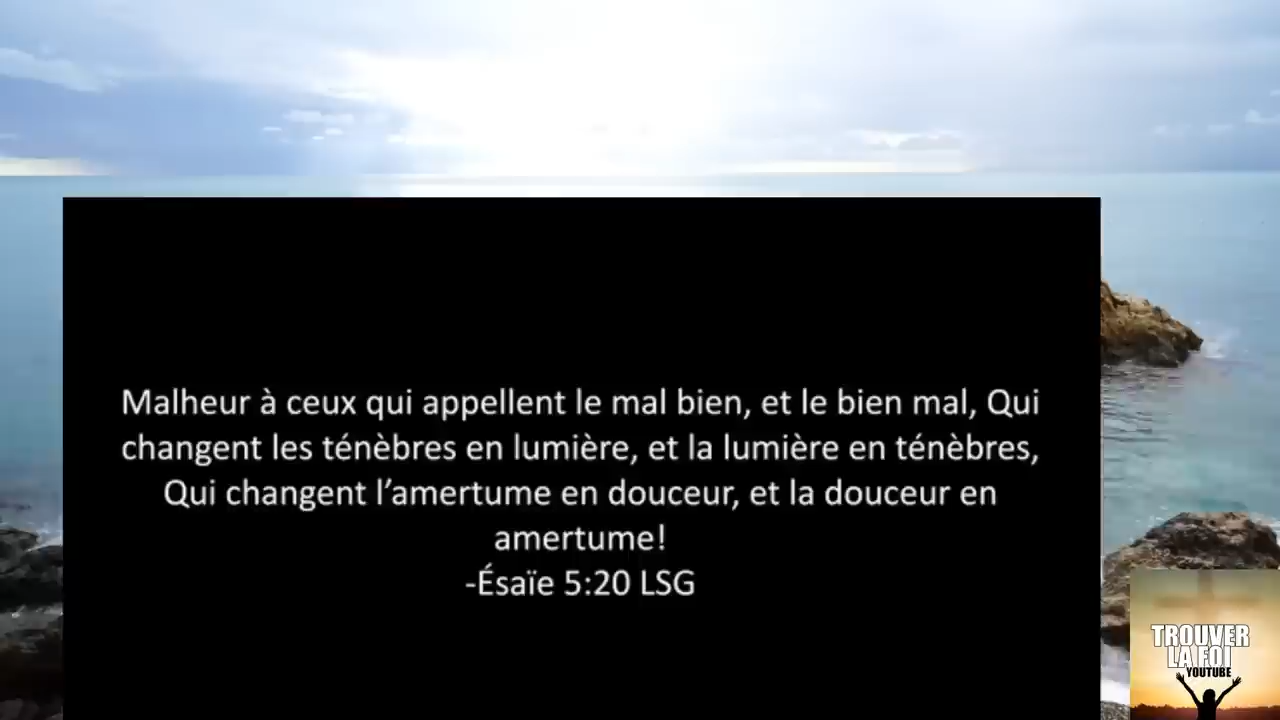 Malheur à ceux qui appellent le mal bien, et le bien mal, Qui
changent les ténèbres en lumière, et la lumière en ténèbres,
Qui changent l’amertume en douceur, et la douceur en
amertume!
-Ésaïe 5:20 LSG
TROUVER
LA FOI
YOUTUBE